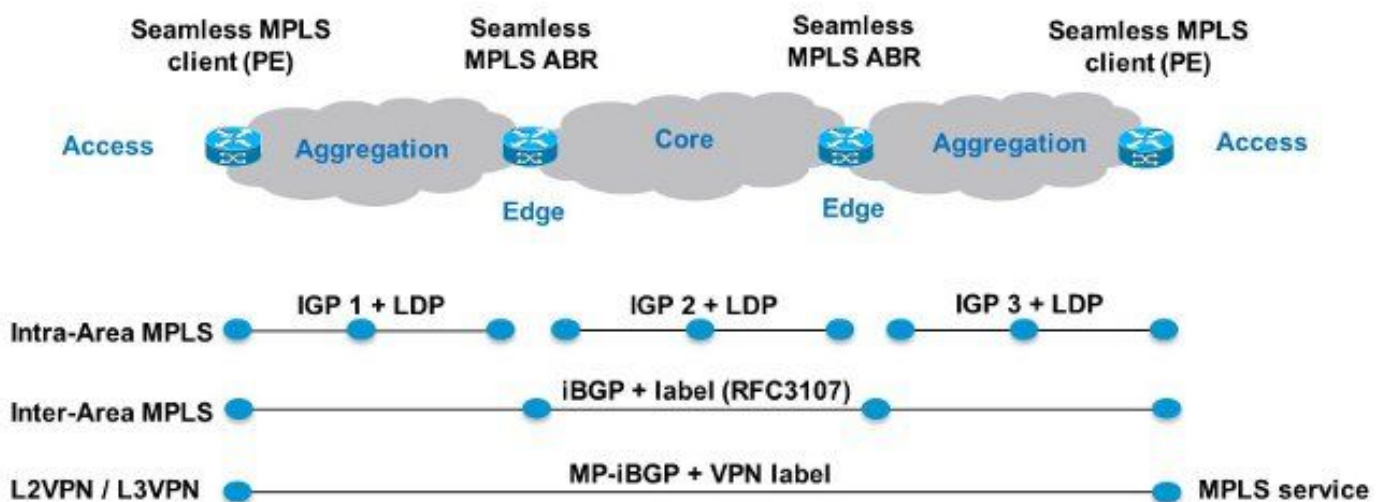 Seamless MPLS client (PE)
Seamless MPLS ABR
Seamless MPLS ABR
Seamless MPLS client (PE)
Access
Aggregation
Core
Aggregation
Access
Edge
Edge
Intra-Area MPLS
IGP 1 + LDP
IGP 2 + LDP
IGP 3 + LDP
Inter-Area MPLS
iBGP + label (RFC3107)
L2VPN / L3VPN
MP-iBGP + VPN label
MPLS service